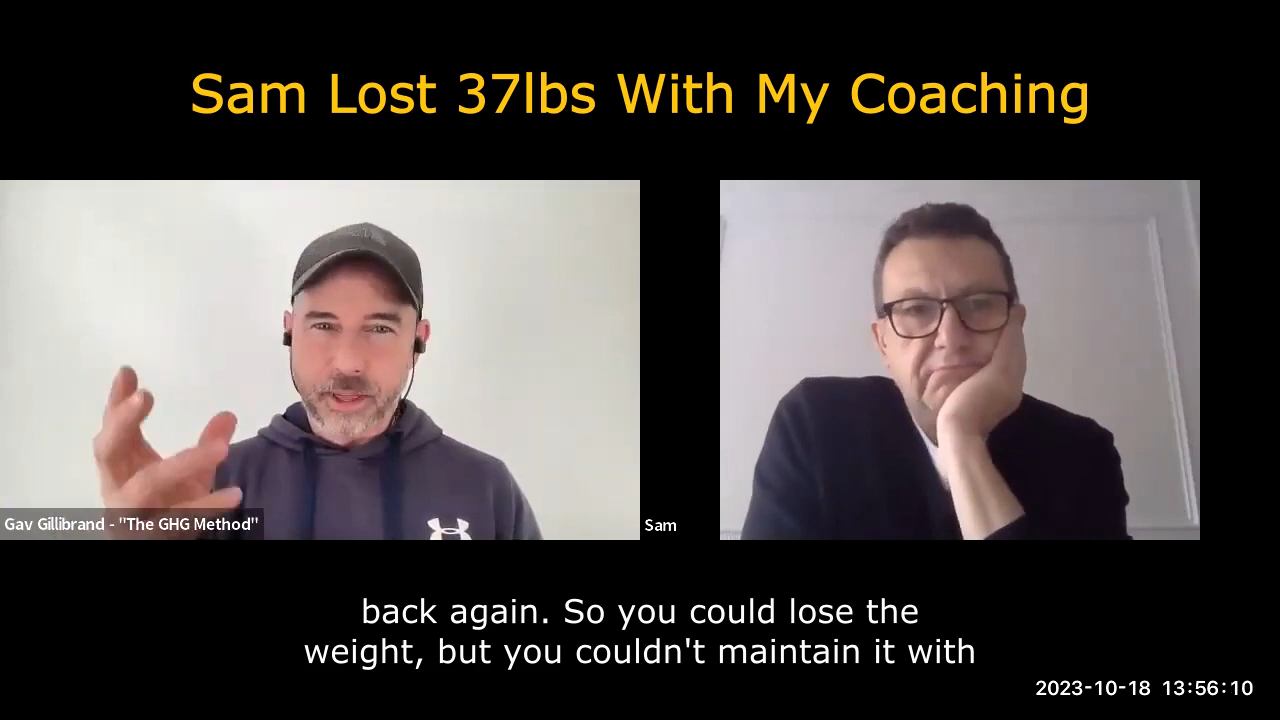 Sam Lost 37lbs With My Coaching
Gav Gillibrand - "The GHG Method"
Sam
back again. So you could lose the
weight, but you couldn't maintain it with
2023-10-18 13:56:10